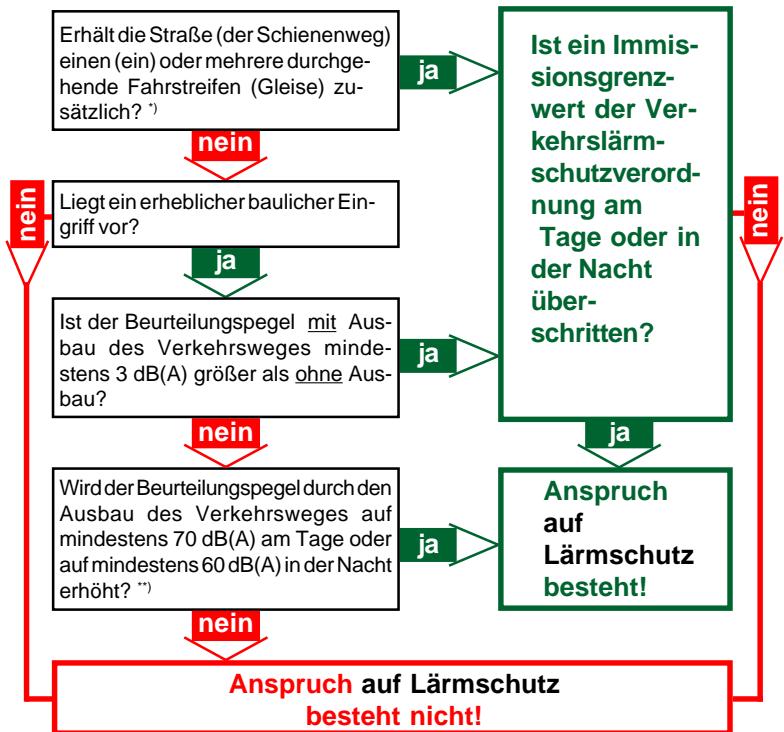 Erhält die Straße (der Schienenweg)
einen (ein) oder mehrere durchge-
hende Fahrstreifen (Gleise) zu-
sätzlich? *)
ja
nein
Ist ein Immis-
sionsgrenz-
wert der Ver-
kehrslärm-
schutzverord-
nung am
Tage oder in
der Nacht
über-
schritten?
nein
nein
Liegt ein erheblicher baulicher Ein-
griff vor?
ja
Ist der Beurteilungspegel mit Aus-
bau des Verkehrsweges minde-
stens 3 dB(A) größer als ohne Aus-
bau?
ja
nein
ja
Wird der Beurteilungspegel durch den
Ausbau des Verkehrsweges auf
mindestens 70 dB(A) am Tage oder
auf mindestens 60 dB(A) in der Nacht
erhöht? **)
ja
Anspruch
auf
Lärmschutz
besteht!
nein
Anspruch auf Lärmschutz
besteht nicht!